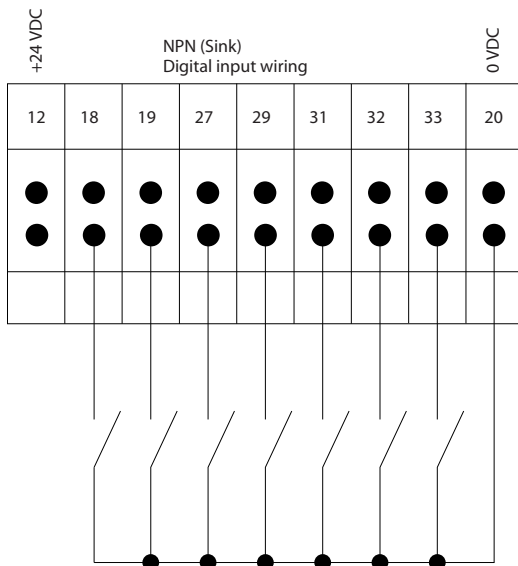 +24 VDC
NPN (Sink)
Digital input wiring
0 VDC
12 18 19 27 29 31 32 33 20